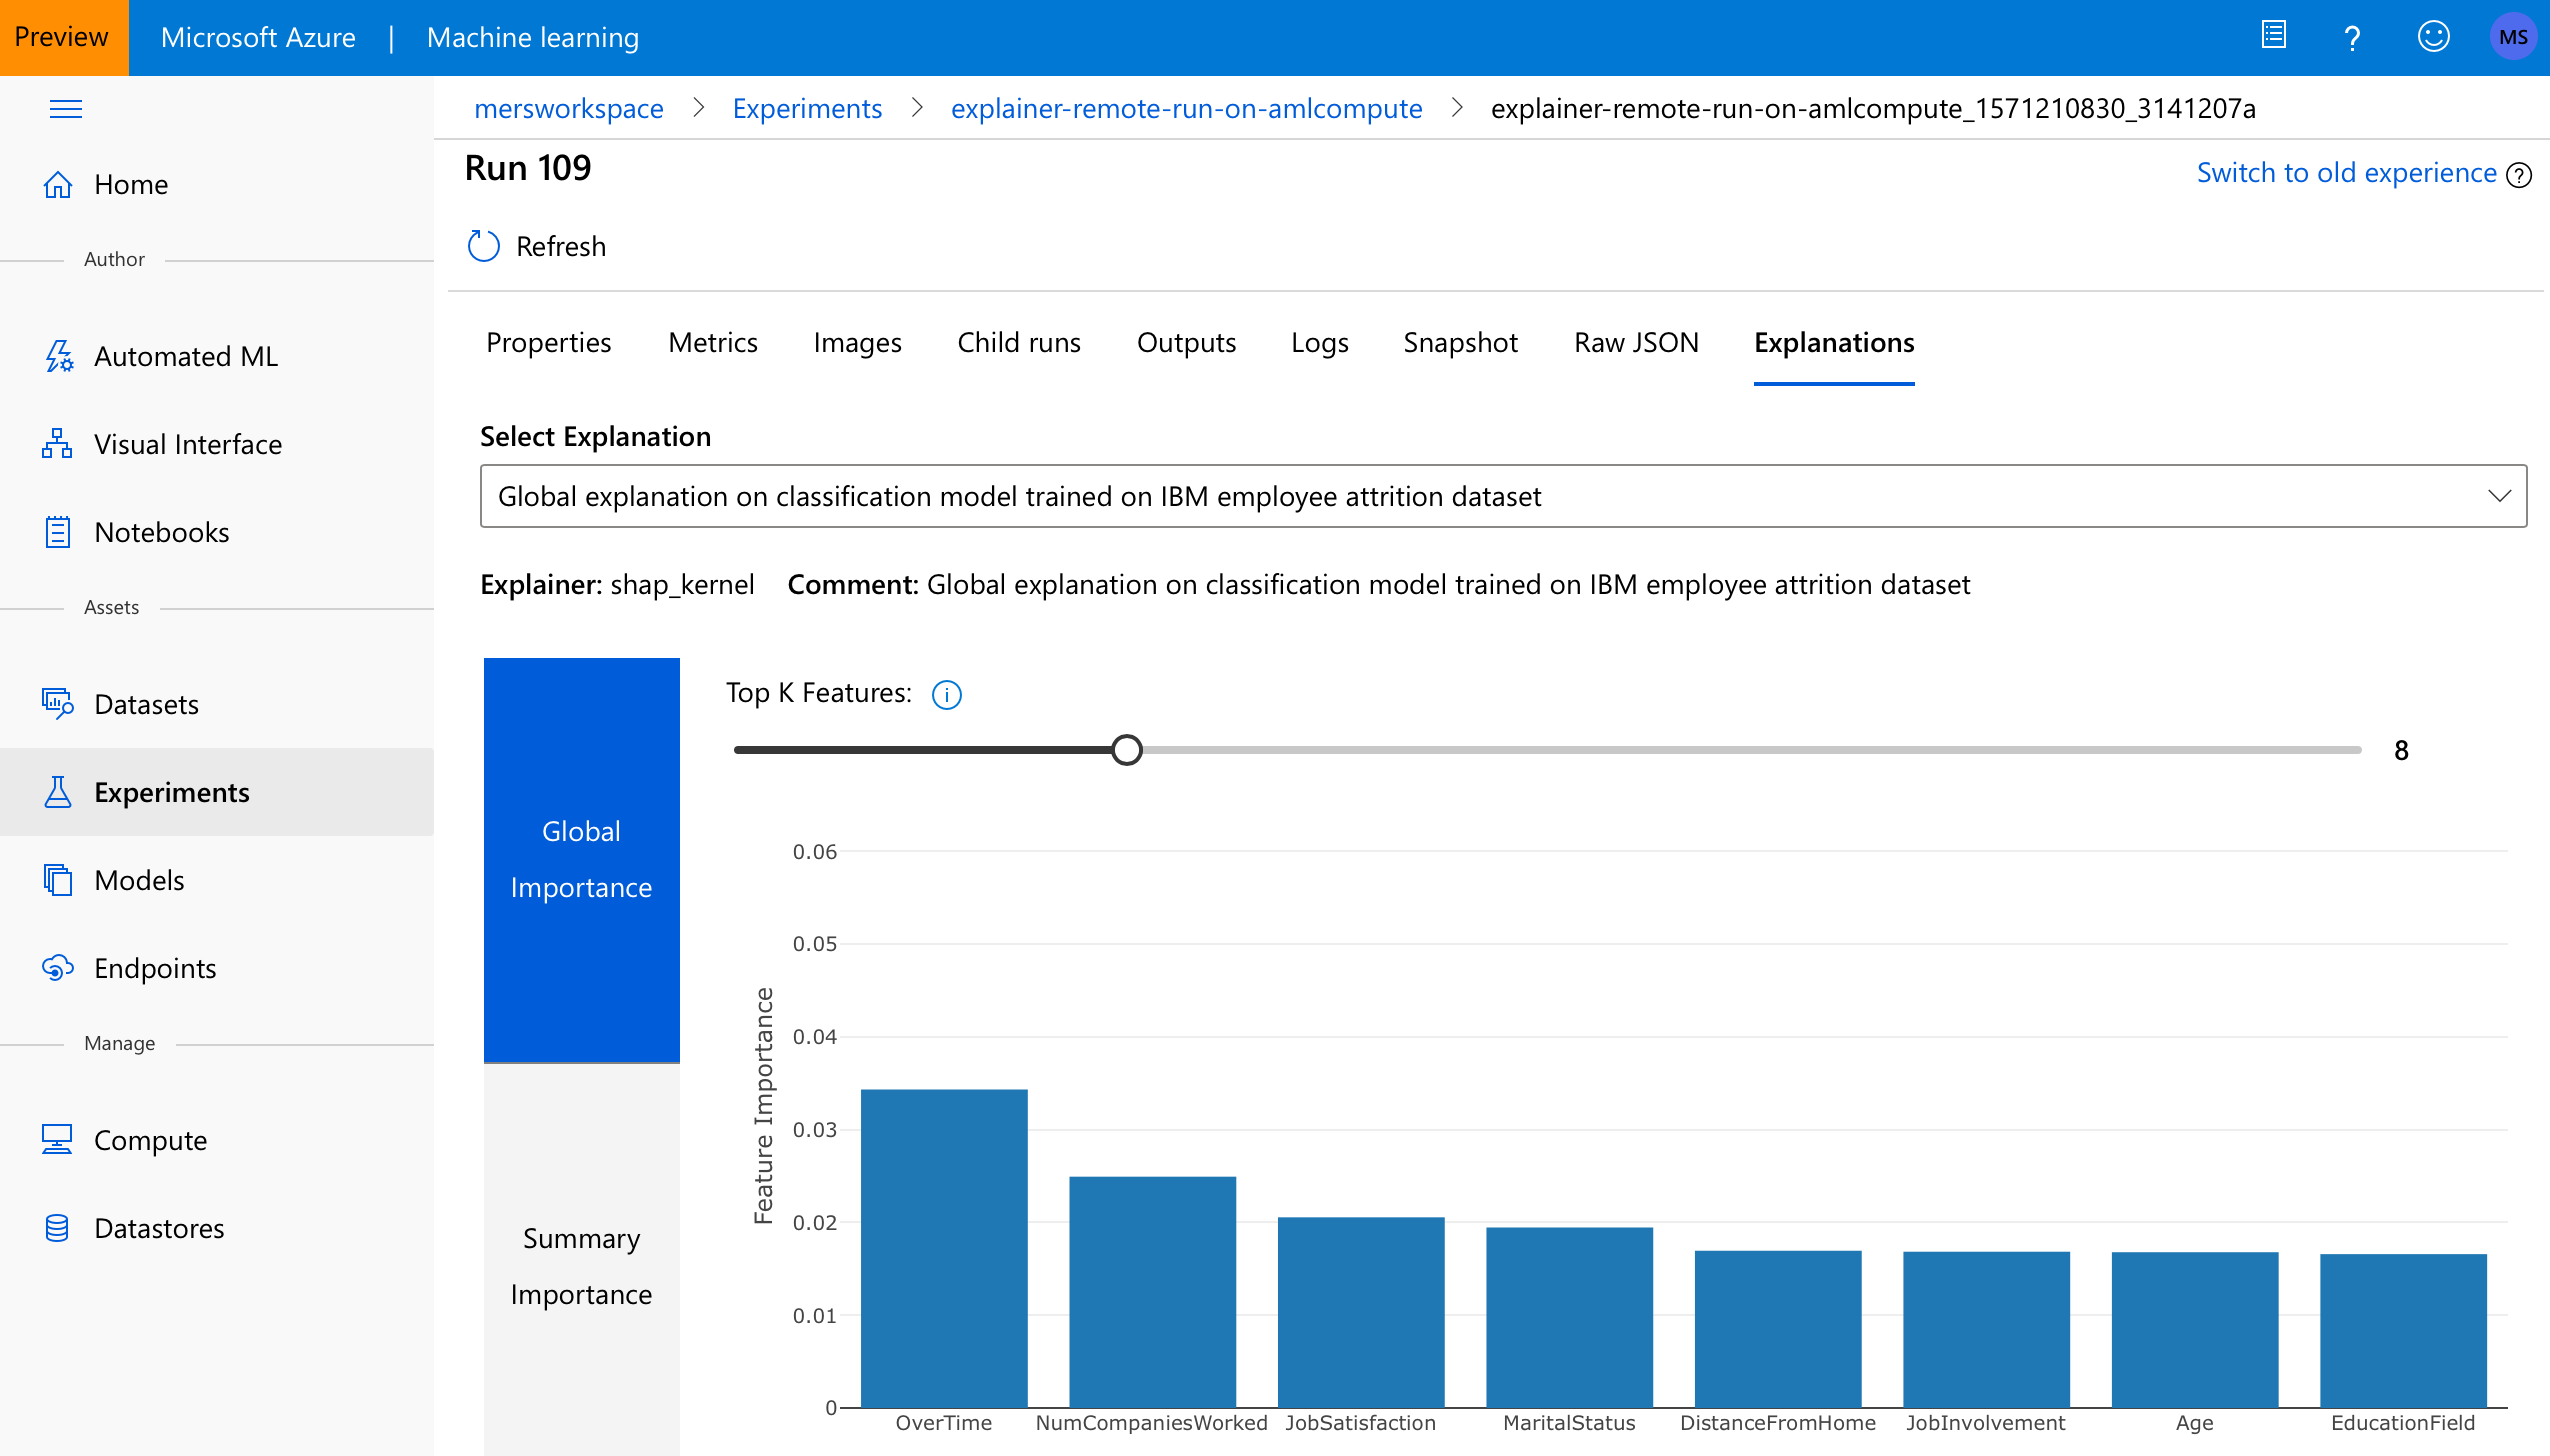 Preview
Microsoft Azure | Machine learning
? MS
mersworkspace > Experiments > explainer-remote-run-on-amlcompute > explainer-remote-run-on-amlcompute_1571210830_3141207a
Home
Author
Automated ML
Visual Interface
Notebooks
Assets
Datasets
Experiments
Models
Endpoints
Manage
Compute
Datastores
Run 109
Switch to old experience ?
Refresh
Properties Metrics Images Child runs Outputs Logs Snapshot Raw JSON Explanations
Select Explanation
Global explanation on classification model trained on IBM employee attrition dataset
Explainer: shap_kernel Comment: Global explanation on classification model trained on IBM employee attrition dataset
Global
Importance
Summary
Importance
Top K Features: i
8
Feature Importance
0.06
0.05
0.04
0.03
0.02
0.01
0
OverTime NumCompaniesWorked JobSatisfaction MaritalStatus DistanceFromHome JobInvolvement Age EducationField